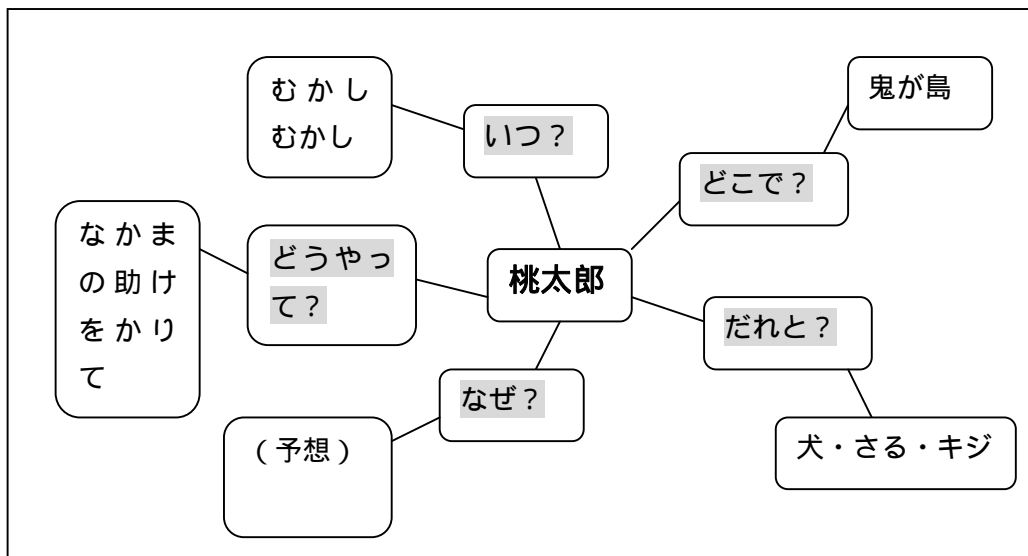 むかし
むかし
いつ？
鬼が島
どこで？
なかま
の助け
をかり
て
どうやっ
て？
桃太郎
だれと？
なぜ？
（予想）
犬・さる・キジ